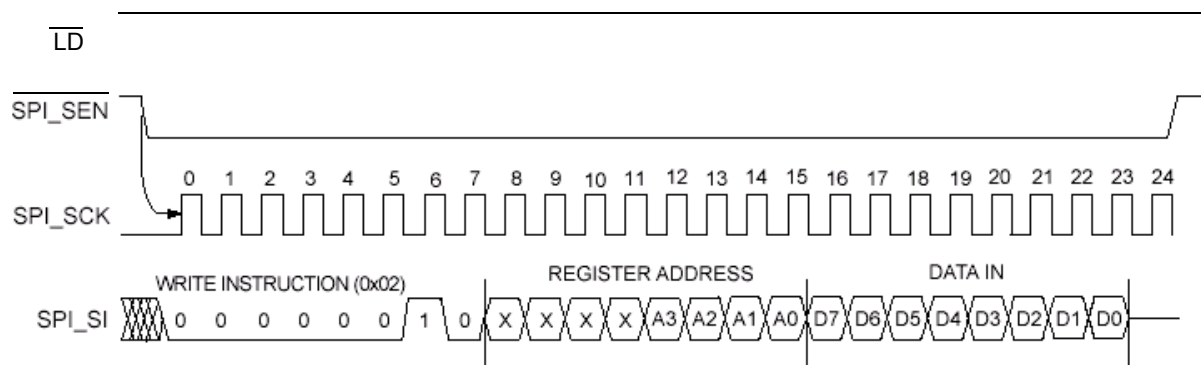 LD
SPI_SEN
0 1 2 3 4 5 6 7 8 9 10 11 12 13 14 15 16 17 18 19 20 21 22 23 24
SPI_SCK
WRITE INSTRUCTION (0x02) REGISTER ADDRESS DATA IN
SPI_SI 0 0 0 0 0 0 1 0 X X X X A3 A2 A1 A0 D7 D6 D5 D4 D3 D2 D1 D0